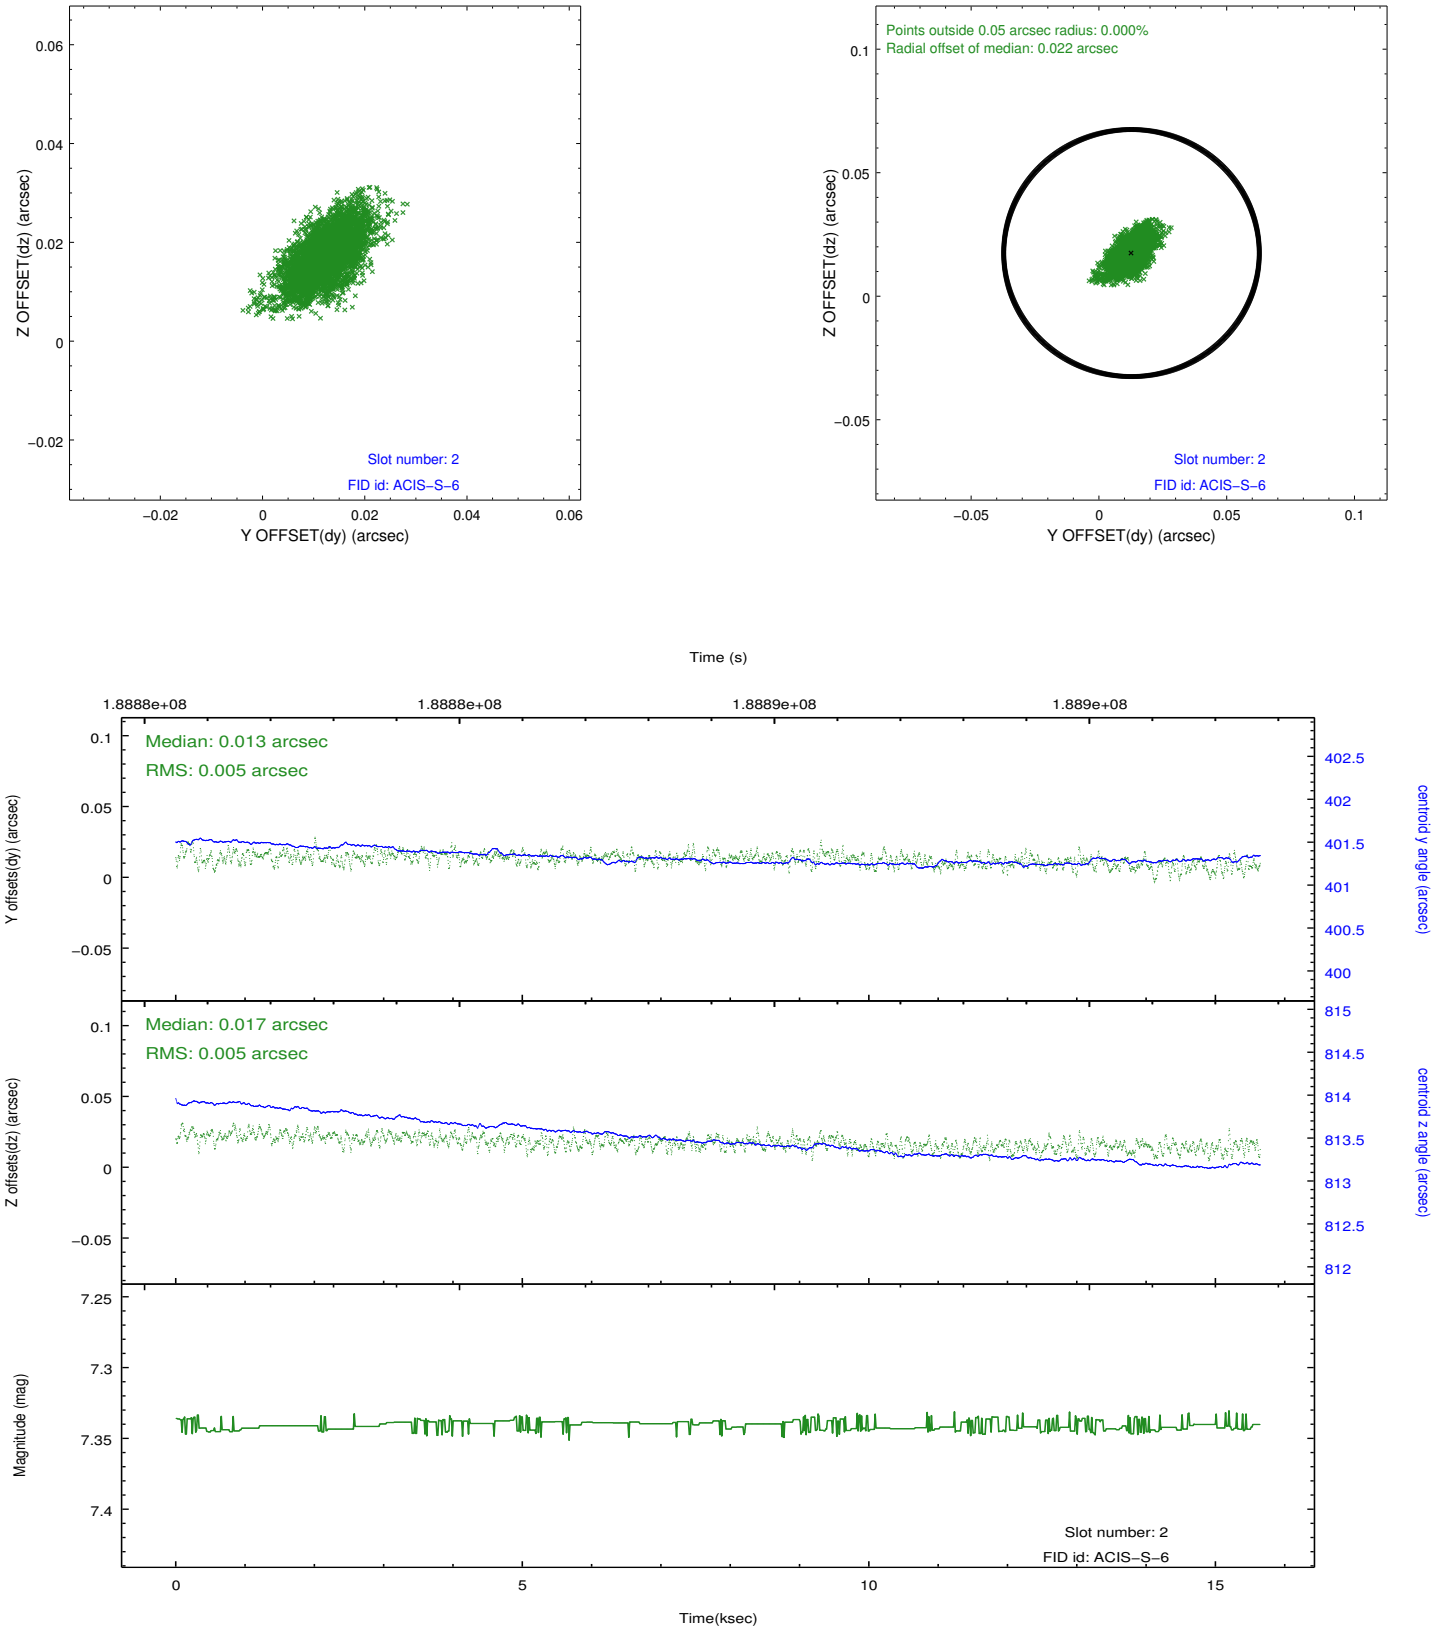 0.06
0.04
0.02
0
−0.02
Z OFFSET(dz) (arcsec)
Slot number: 2
FID id: ACIS−S−6
−0.02
0
0.02
0.04
0.06
Y OFFSET(dy) (arcsec)
Points outside 0.05 arcsec radius: 0.000%
Radial offset of median: 0.022 arcsec
0.1
0.05
0
−0.05
Z OFFSET(dz) (arcsec)
Slot number: 2
FID id: ACIS−S−6
−0.05
0
0.05
0.1
Y OFFSET(dy) (arcsec)
Time (s)
1.8888e+08
1.8888e+08
1.8889e+08
1.889e+08
Median: 0.013 arcsec
RMS: 0.005 arcsec
0.1
0.05
0
−0.05
Y offsets(dy) (arcsec)
402.5
402
401.5
401
400.5
400
centroid y angle (arcsec)
Median: 0.017 arcsec
RMS: 0.005 arcsec
0.1
0.05
0
−0.05
Z offsets(dz) (arcsec)
815
814.5
814
813.5
813
812.5
812
centroid z angle (arcsec)
7.25
7.3
7.35
7.4
Magnitude (mag)
Slot number: 2
FID id: ACIS−S−6
0
5
10
15
Time(ksec)